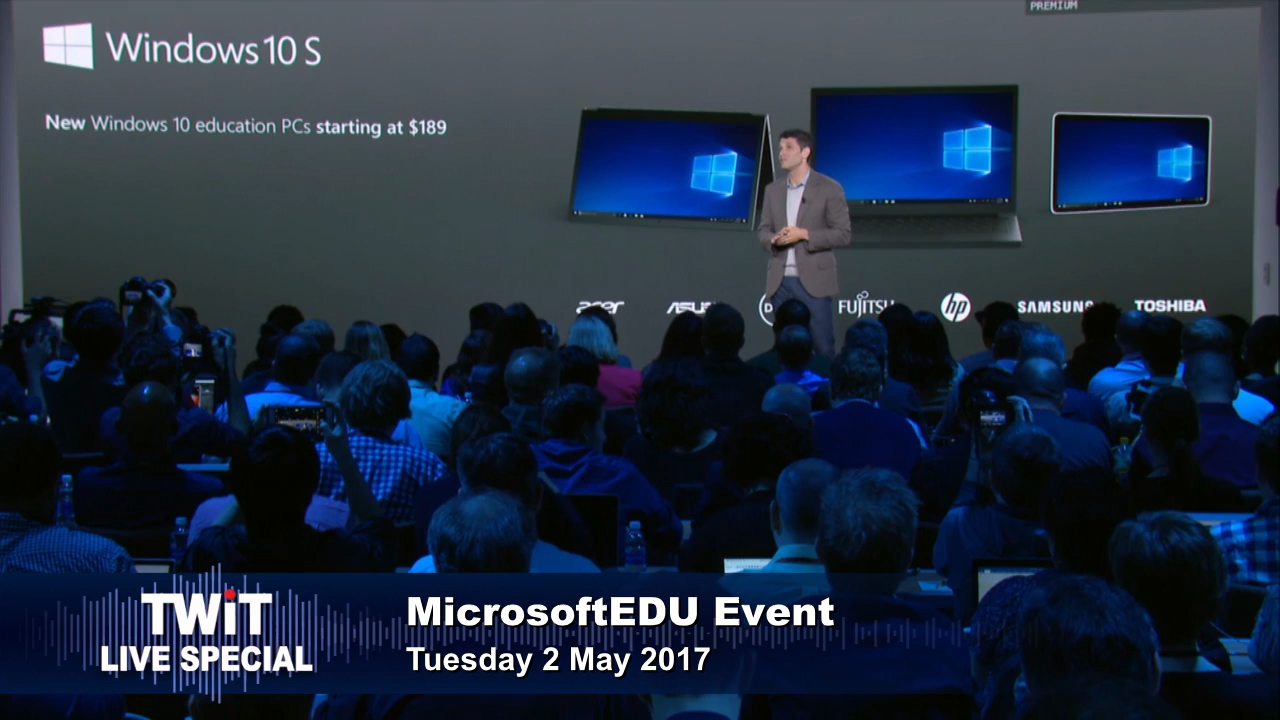 PREMIUM
Windows 10 S
New Windows 10 education PCs starting at $189
acer
FUJITSU
hp
SAMSUNG
TOSHIBA
TWiT
LIVE SPECIAL
MicrosoftEDU Event
Tuesday 2 May 2017